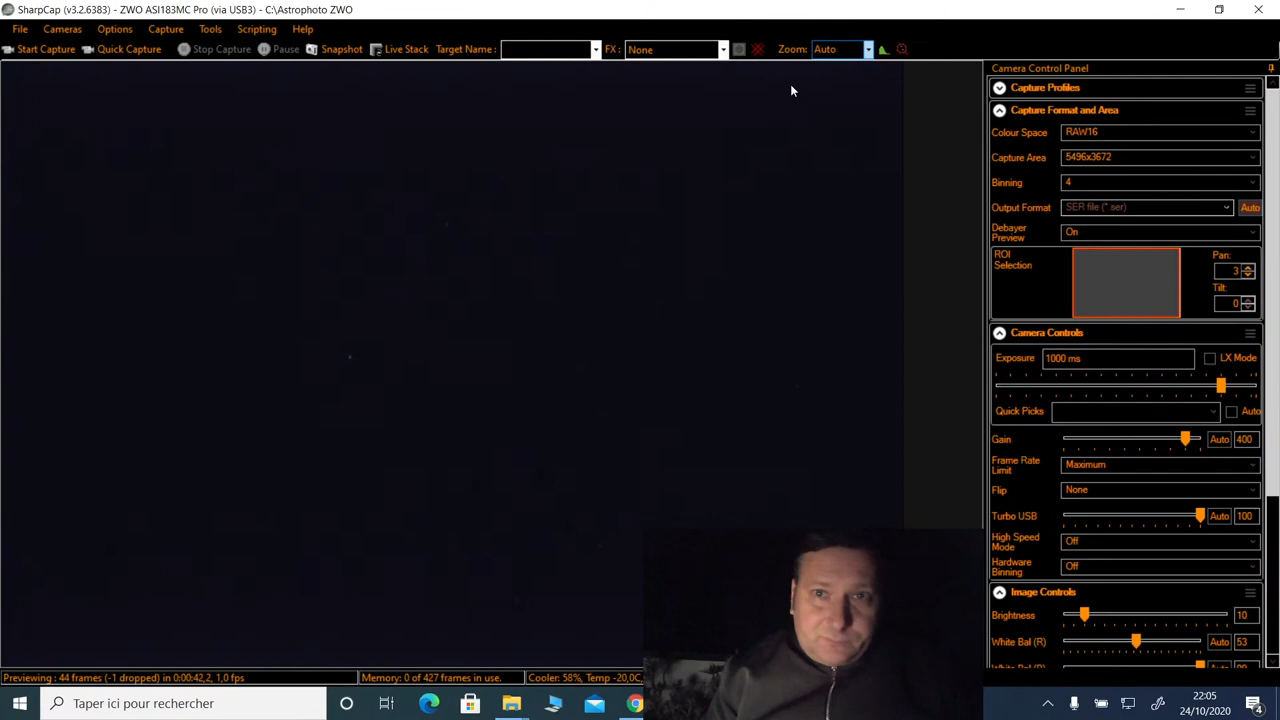 SharpCap (v3.2.6383) - ZWO ASI183MC Pro (via USB3) - C:\Astrophoto ZWO
File Cameras Options Capture Tools Scripting Help
Start Capture Quick Capture Stop Capture Pause Snapshot Live Stack Target Name : FX : None Zoom: Auto
Camera Control Panel
Capture Profiles
Capture Format and Area
Colour Space RAW16
Capture Area 5496x3672
Binning 4
Output Format SER file (*.ser) Auto
Debayer
Preview On
ROI
Selection
Pan:
3
Tilt:
0
Camera Controls
Exposure 1000 ms LX Mode
Quick Picks Auto
Gain Auto 400
Frame Rate
Limit Maximum
Flip None
Turbo USB Auto 100
High Speed
Mode Off
Hardware
Binning Off
Image Controls
Brightness 10
White Bal (R) Auto 53
Previewing : 44 frames (-1 dropped) in 0:00:42,2, 1,0 fps Memory: 0 of 427 frames in use. Cooler: 58%, Temp -20,0C,
Taper ici pour rechercher
22:05
24/10/2020
4